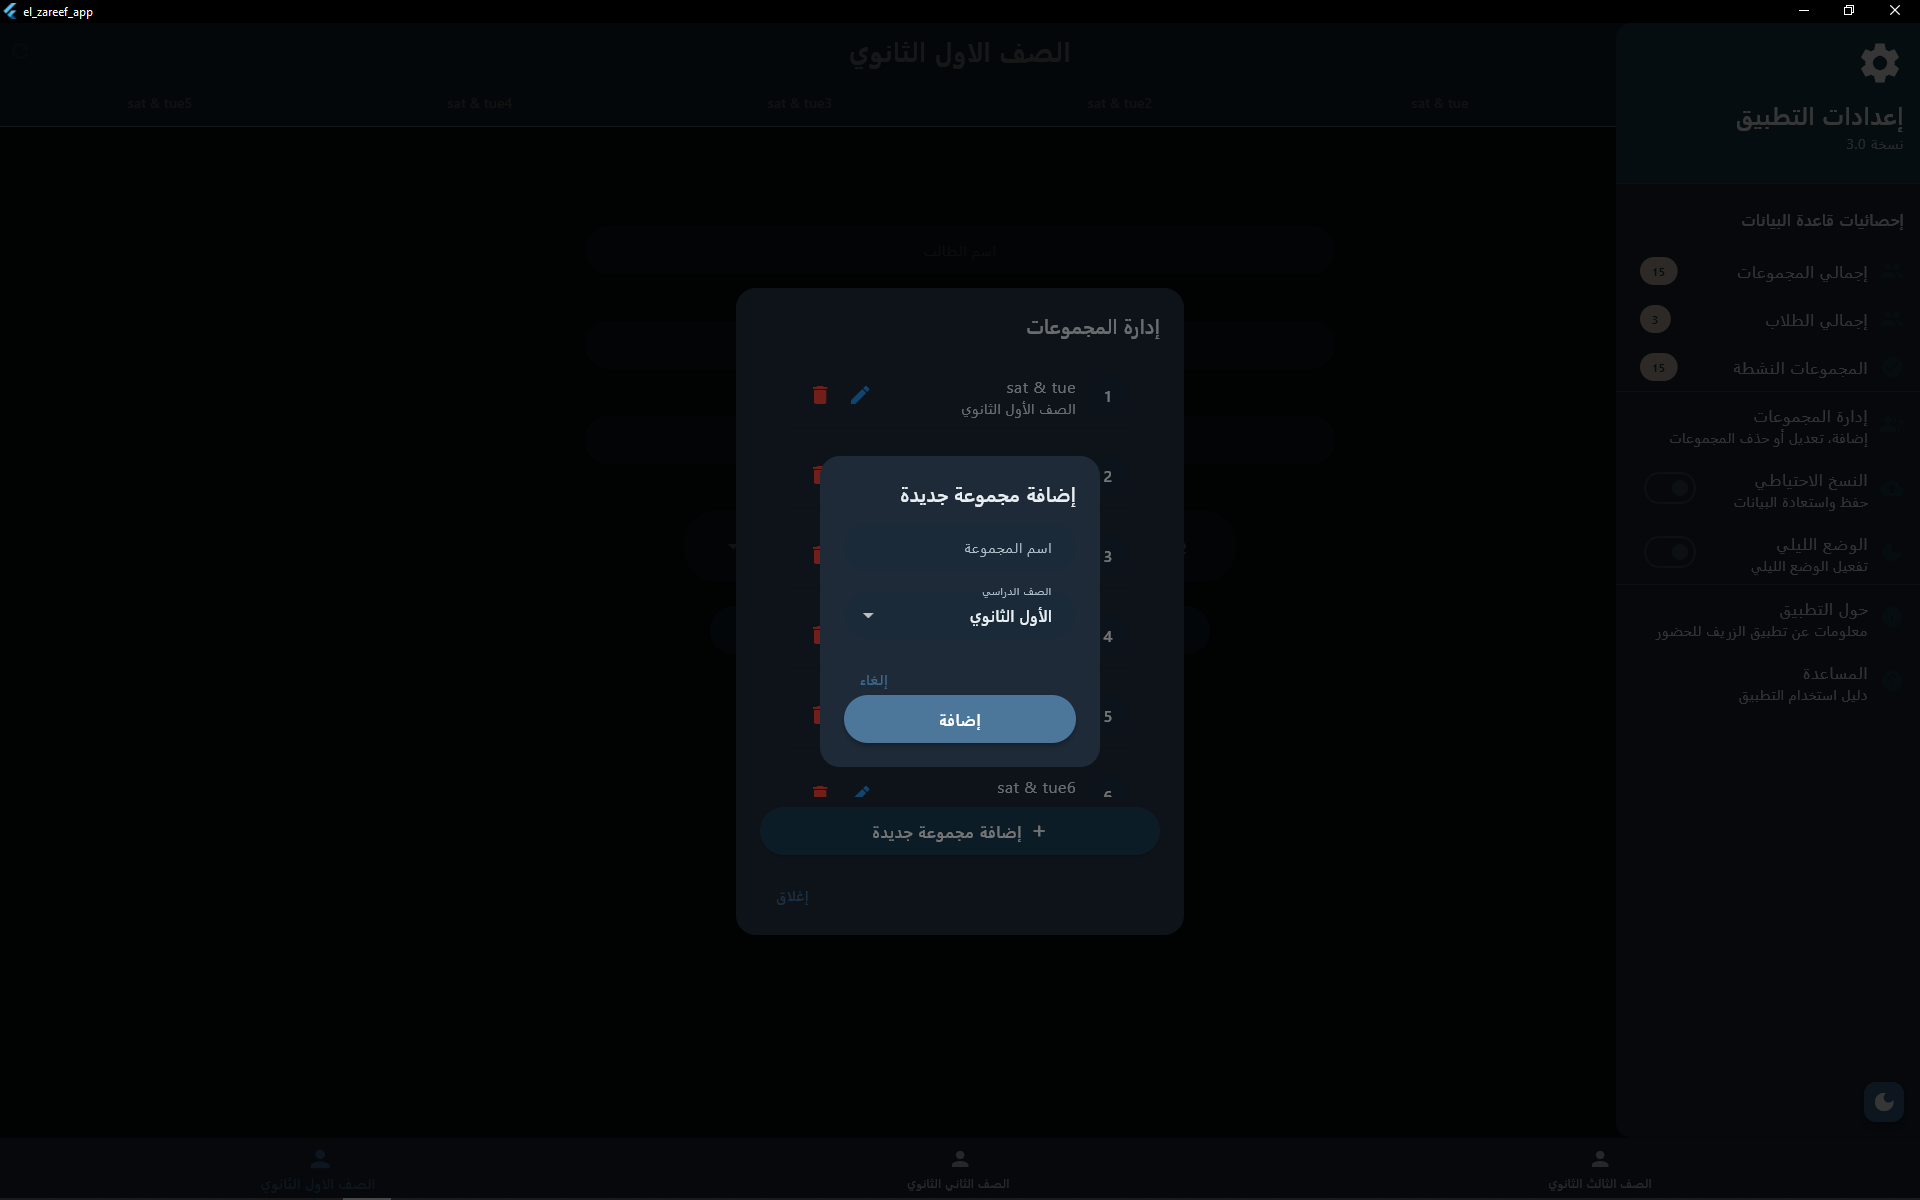 el_zareef_app
الصف الاول الثانوي
sat & tue
sat & tue2
sat & tue3
sat & tue4
sat & tue5
إعدادات التطبيق
نسخة 3.0
إحصائيات قاعدة البيانات
إجمالي المجموعات
15
إجمالي الطلاب
3
المجموعات النشطة
15
إدارة المجموعات
إضافة، تعديل أو حذف المجموعات
النسخ الاحتياطي
حفظ واستعادة البيانات
الوضع الليلي
تفعيل الوضع الليلي
حول التطبيق
معلومات عن تطبيق الزريف للحضور
المساعدة
دليل استخدام التطبيق
اسم الطالب
إدارة المجموعات
1
sat & tue
الصف الأول الثانوي
2
3
4
5
6
sat & tue6
إضافة مجموعة جديدة
اسم المجموعة
الصف الدراسي
الأول الثانوي
إلغاء
إضافة
+ إضافة مجموعة جديدة
إغلاق
الصف الاول الثانوي
الصف الثاني الثانوي
الصف الثالث الثانوي